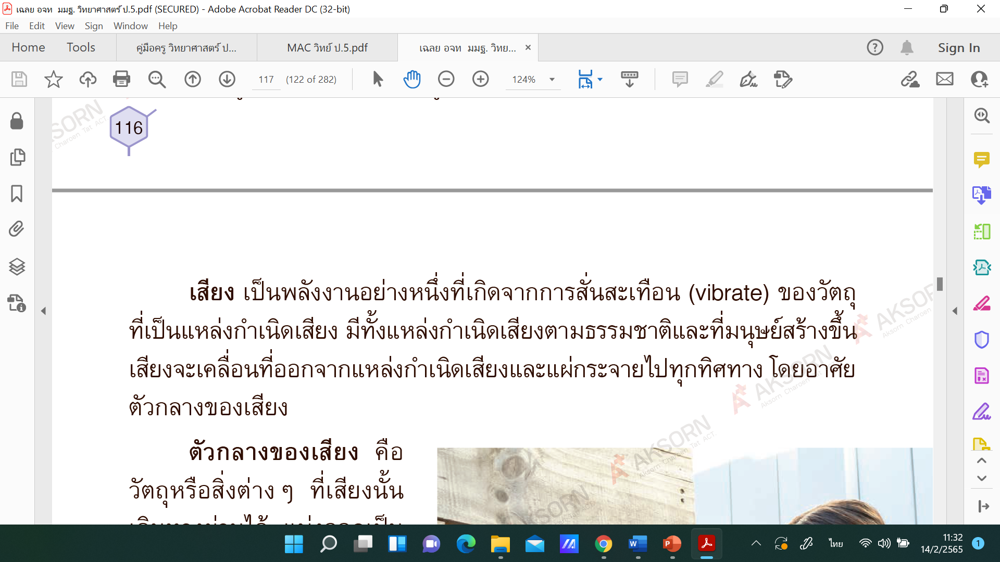 เฉลย อจท  มมฐ. วิทยาศาสตร์ ป.5.pdf (SECURED) - Adobe Acrobat Reader DC (32-bit)
File Edit View Sign Window Help
Home Tools คู่มือครู วิทยาศาสตร์ ป... MAC วิทย์ ป.5.pdf เฉลย อจท  มมฐ. วิทย... × Sign In
117 (122 of 282) 124%
116
เสียง เป็นพลังงานอย่างหนึ่งที่เกิดจากการสั่นสะเทือน (vibrate) ของวัตถุ
ที่เป็นแหล่งกำเนิดเสียง มีทั้งแหล่งกำเนิดเสียงตามธรรมชาติและที่มนุษย์สร้างขึ้น
เสียงจะเคลื่อนที่ออกจากแหล่งกำเนิดเสียงและแผ่กระจายไปทุกทิศทาง โดยอาศัย
ตัวกลางของเสียง
ตัวกลางของเสียง คือ
วัตถุหรือสิ่งต่าง ๆ ที่เสียงนั้น
AKSORN
Aksorn Charoen Tat ACT.
ไทย
11:32
14/2/2565
1